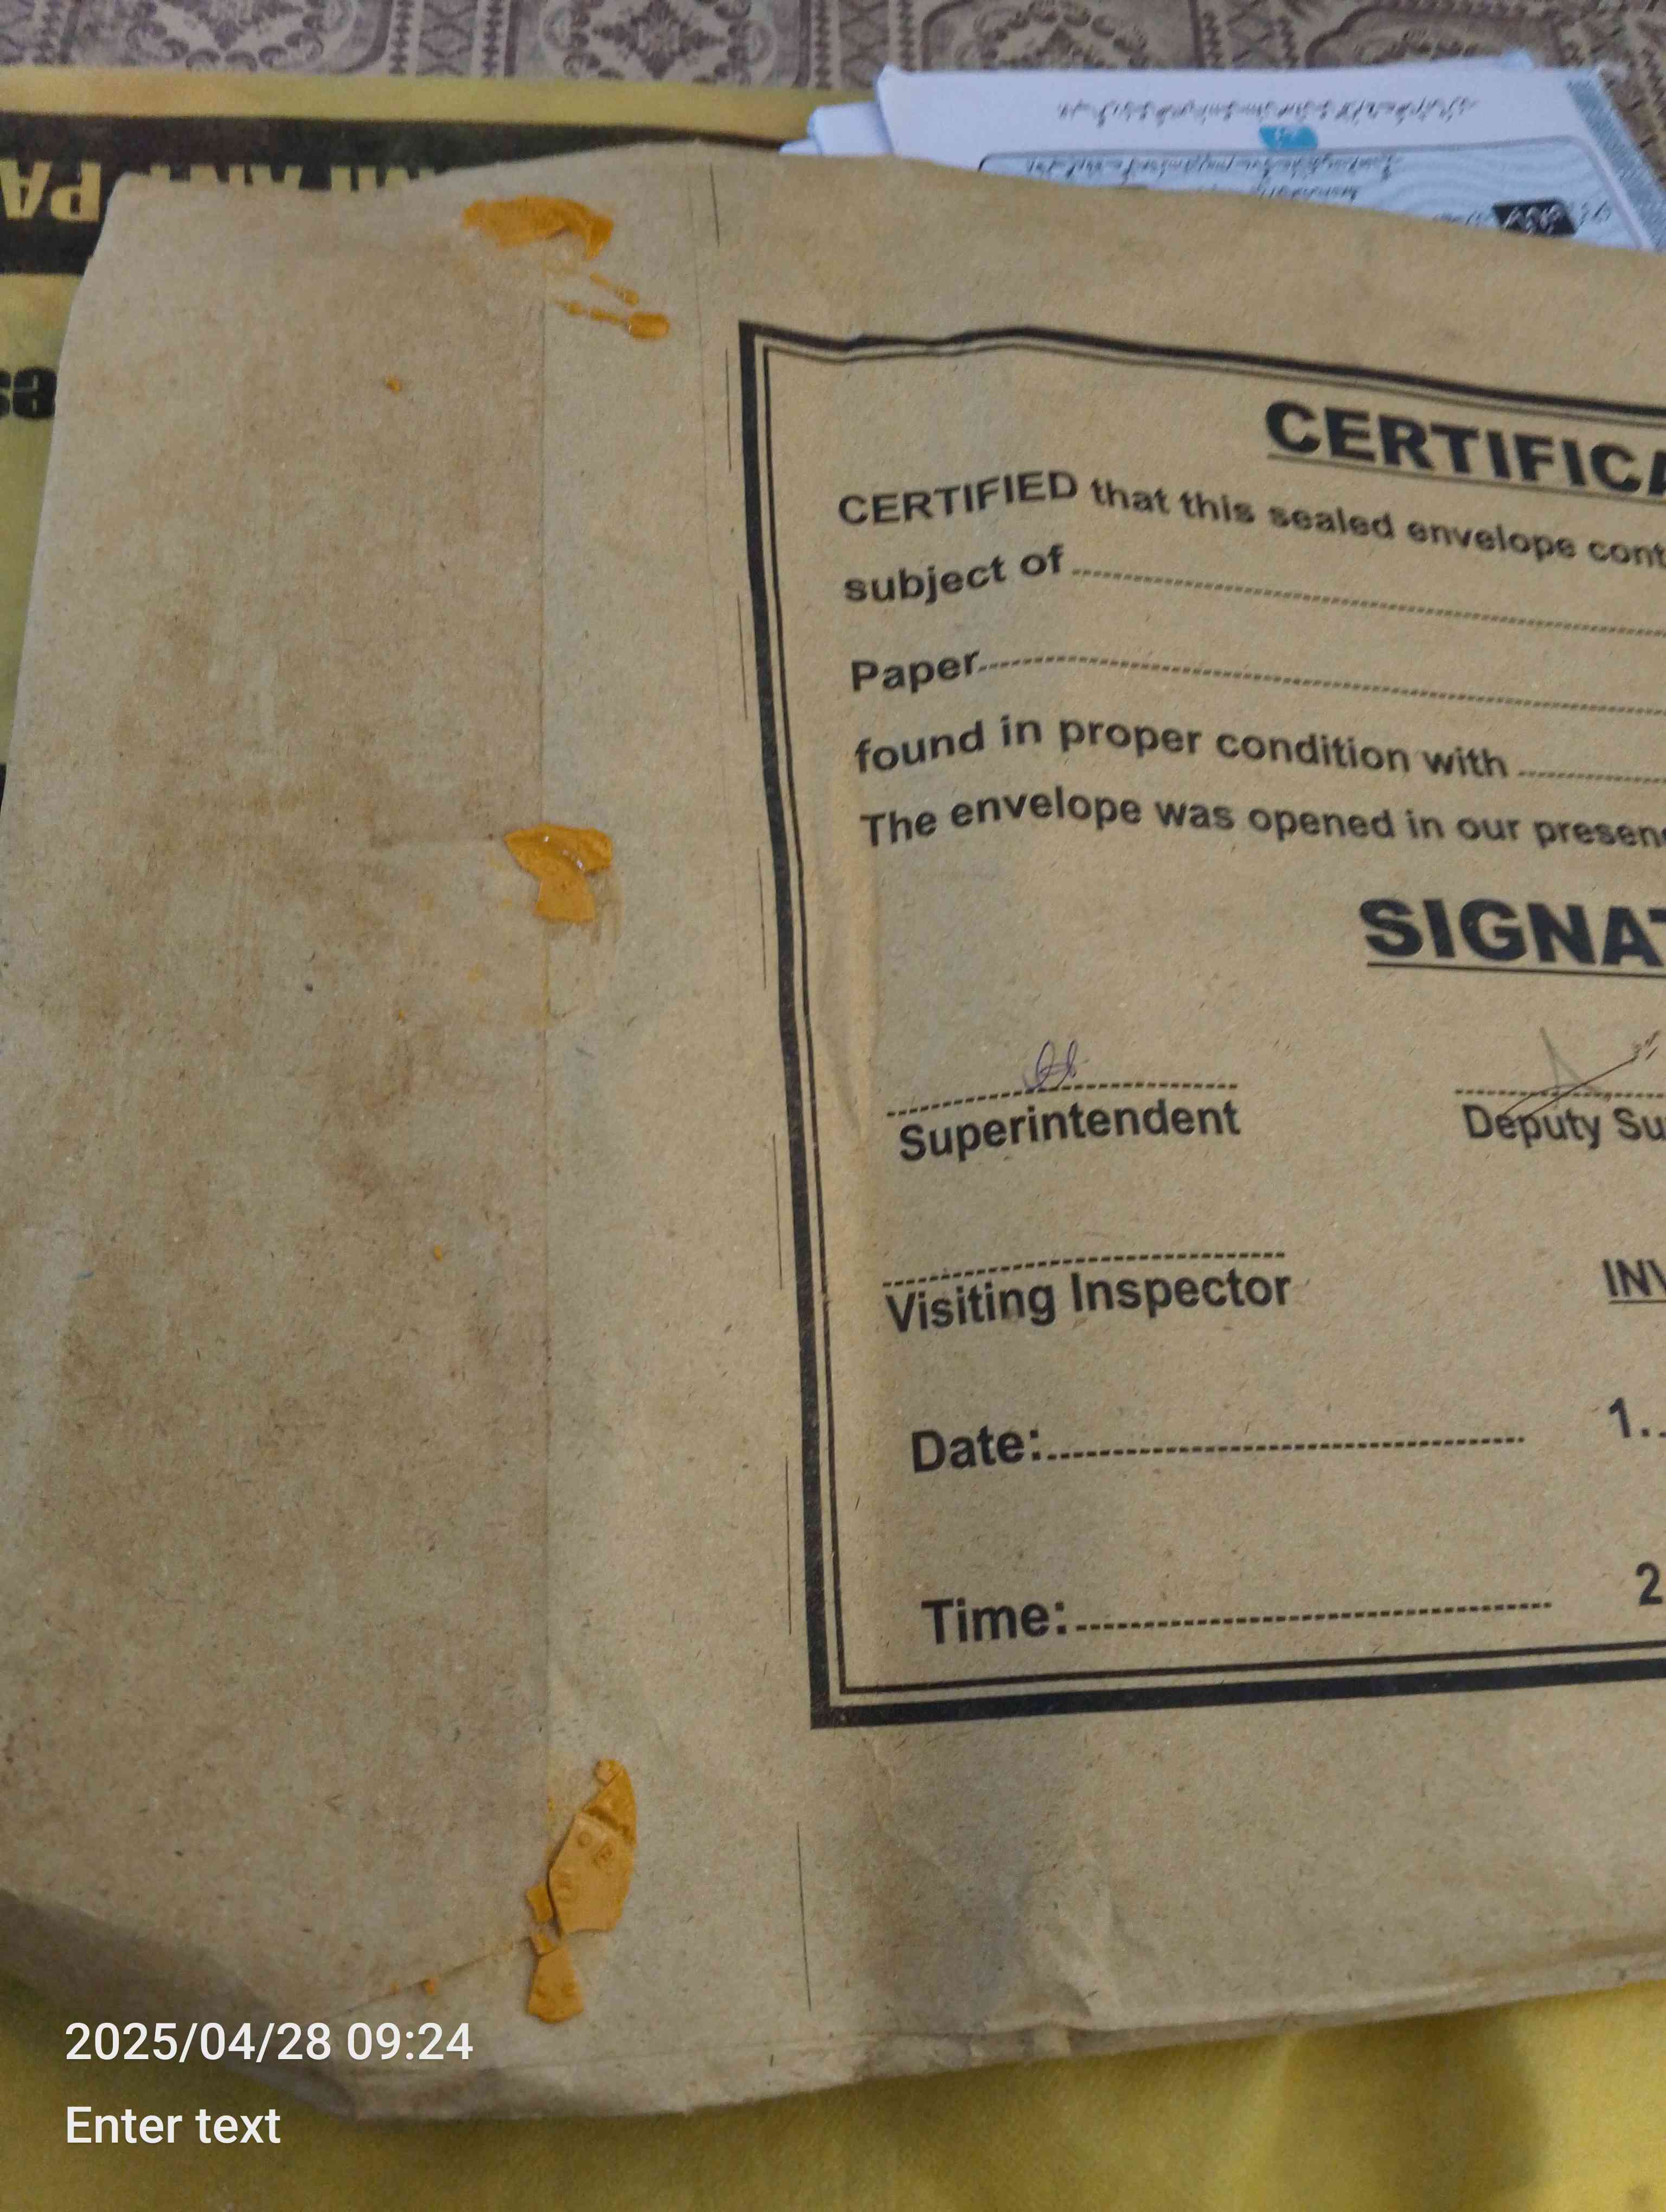 PA
es
CERTIFICA
CERTIFIED that this sealed envelope cont
subject of
Paper
found in proper condition with
The envelope was opened in our presen
SIGNAT
Superintendent
Deputy Su
Visiting Inspector
INV
Date:
1.
Time:
2
2025/04/28 09:24
Enter text